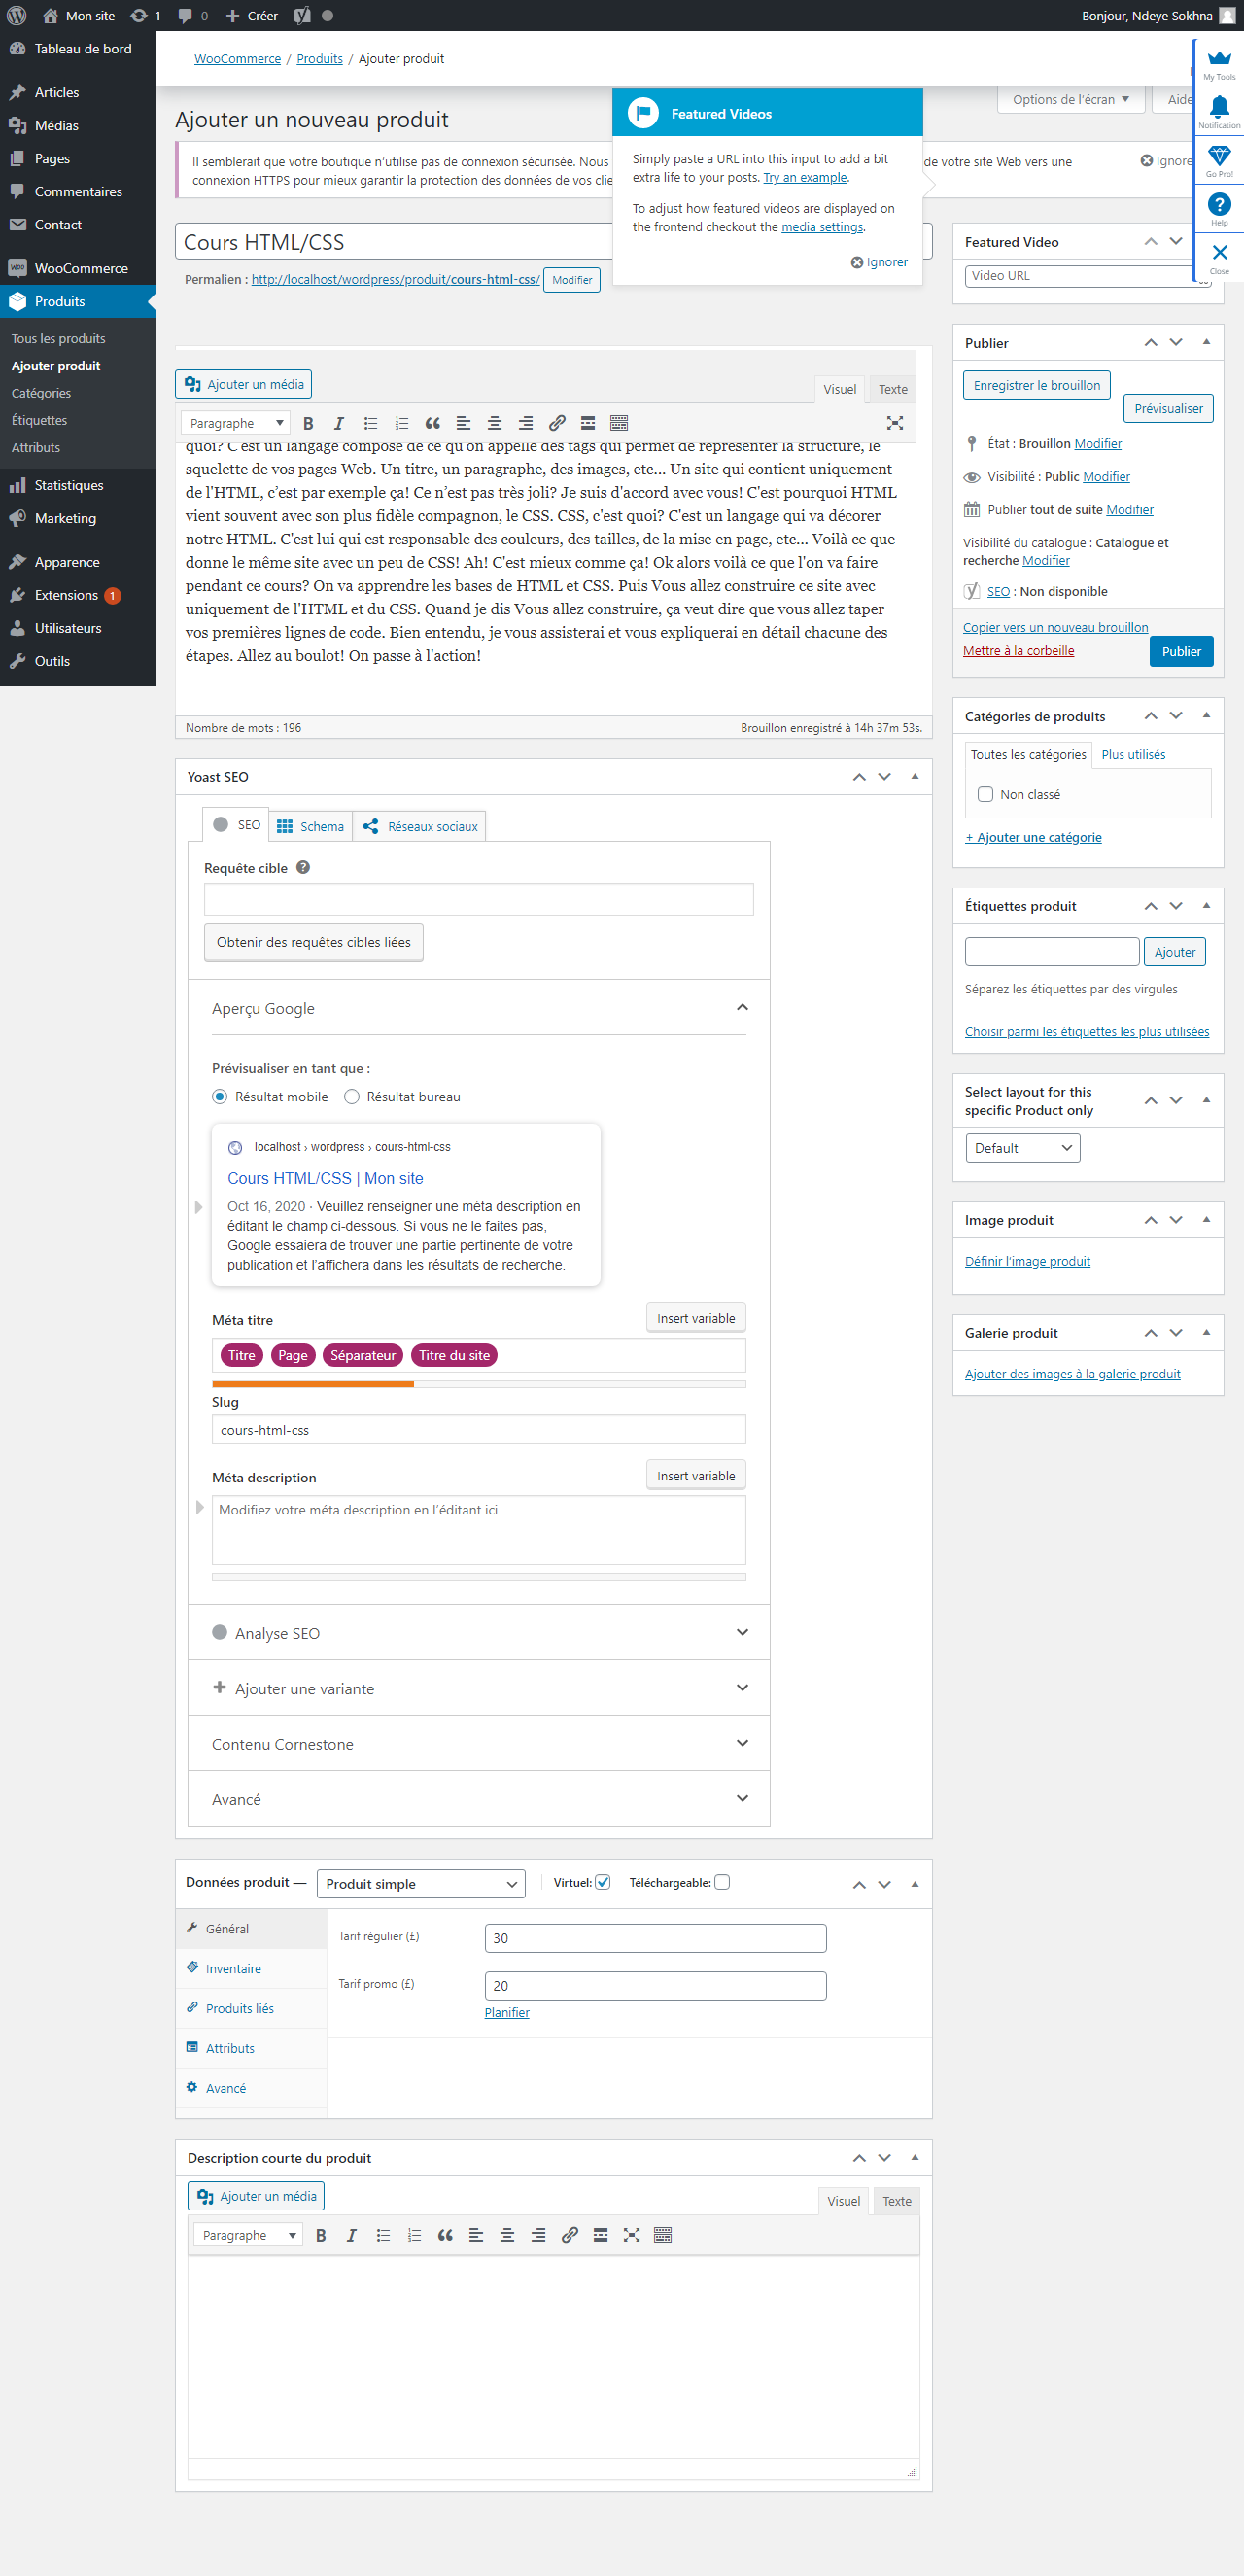 Mon site
1
0
Créer
Bonjour, Ndeye Sokhna
Tableau de bord
Articles
Médias
Pages
Commentaires
Contact
WooCommerce
Produits
Tous les produits
Ajouter produit
Catégories
Étiquettes
Attributs
Statistiques
Marketing
Apparence
Extensions 1
Utilisateurs
Outils
WooCommerce / Produits / Ajouter produit
My Tools
Notification
Go Pro!
Help
Close
Options de l'écran
Aide
Ajouter un nouveau produit
Il semblerait que votre boutique n'utilise pas de connexion sécurisée. Nous
de votre site Web vers une
connexion HTTPS pour mieux garantir la protection des données de vos
Featured Videos
Simply paste a URL into this input to add a bit
extra life to your posts. Try an example.
To adjust how featured videos are displayed on
the frontend checkout the media settings.
Ignorer
Cours HTML/CSS
Permalien : http://localhost/wordpress/produit/cours-html-css/ Modifier
Ajouter un média
Visuel
Texte
Paragraphe
quoi? C'est un langage composé de ce qu'on appelle des tags qui permet de représenter la structure, le
squelette de vos pages Web. Un titre, un paragraphe, des images, etc... Un site qui contient uniquement
de l'HTML, c’est par exemple ça! Ce n’est pas très joli? Je suis d'accord avec vous! C'est pourquoi HTML
vient souvent avec son plus fidèle compagnon, le CSS. CSS, c'est quoi? C'est un langage qui va décorer
notre HTML. C'est lui qui est responsable des couleurs, des tailles, de la mise en page, etc... Voilà ce que
donne le même site avec un peu de CSS! Ah! C'est mieux comme ça! Ok alors voilà ce que l'on va faire
pendant ce cours? On va apprendre les bases de HTML et CSS. Puis Vous allez construire ce site avec
uniquement de l'HTML et du CSS. Quand je dis Vous allez construire, ça veut dire que vous allez taper
vos premières lignes de code. Bien entendu, je vous assisterai et vous expliquerai en détail chacune des
étapes. Allez au boulot! On passe à l'action!
Nombre de mots : 196
Brouillon enregistré à 14h 37m 53s.
Yoast SEO
SEO
Schema
Réseaux sociaux
Requête cible
Obtenir des requêtes cibles liées
Aperçu Google
Prévisualiser en tant que :
Résultat mobile
Résultat bureau
localhost › wordpress › cours-html-css
Cours HTML/CSS | Mon site
Oct 16, 2020 · Veuillez renseigner une méta description en
éditant le champ ci-dessous. Si vous ne le faites pas,
Google essaiera de trouver une partie pertinente de votre
publication et l’affichera dans les résultats de recherche.
Méta titre
Insert variable
Titre Page Séparateur Titre du site
Slug
cours-html-css
Méta description
Insert variable
Modifiez votre méta description en l’éditant ici
Analyse SEO
Ajouter une variante
Contenu Cornestone
Avancé
Données produit —
Produit simple
Virtuel:
Téléchargeable:
Général
Inventaire
Produits liés
Attributs
Avancé
Tarif régulier (£)
30
Tarif promo (£)
20
Planifier
Description courte du produit
Ajouter un média
Visuel
Texte
Paragraphe
Featured Video
Video URL
Publier
Enregistrer le brouillon
Prévisualiser
État : Brouillon Modifier
Visibilité : Public Modifier
Publier tout de suite Modifier
Visibilité du catalogue : Catalogue et
recherche Modifier
SEO : Non disponible
Copier vers un nouveau brouillon
Mettre à la corbeille
Publier
Catégories de produits
Toutes les catégories
Plus utilisés
Non classé
+ Ajouter une catégorie
Étiquettes produit
Ajouter
Séparez les étiquettes par des virgules
Choisir parmi les étiquettes les plus utilisées
Select layout for this
specific Product only
Default
Image produit
Définir l'image produit
Galerie produit
Ajouter des images à la galerie produit